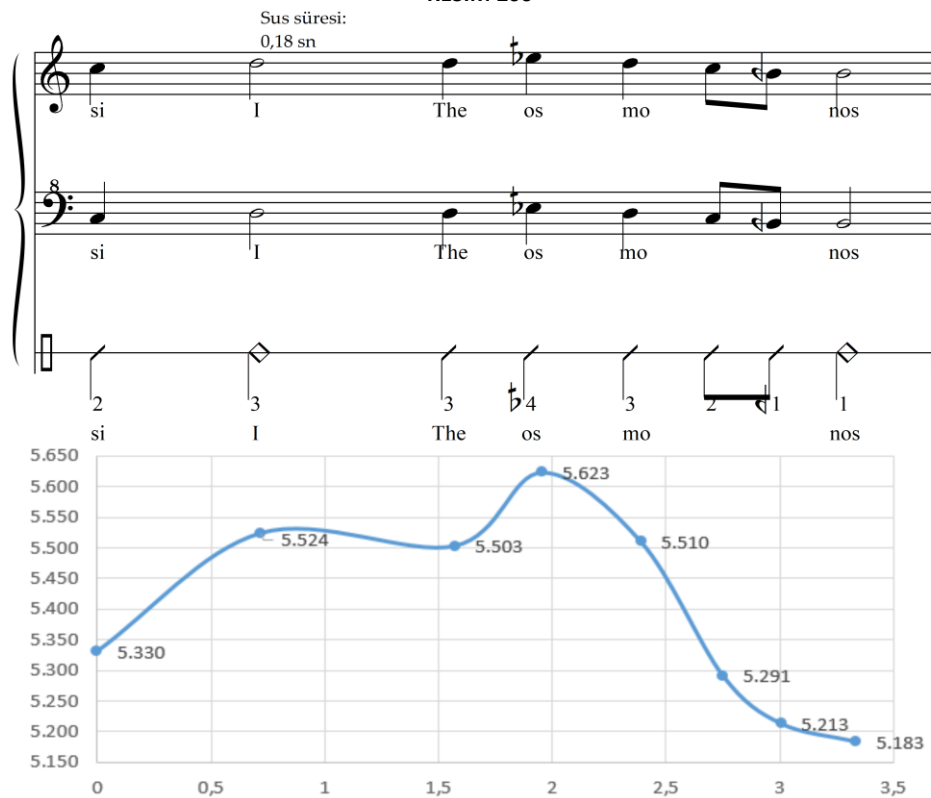 Sus süresi:
0,18 sn
si I The os mo nos
8
si I The os mo nos
2 3 3 4 3 2 1 1
si I The os mo nos
5.650
5.600
5.550
5.500
5.450
5.400
5.350
5.300
5.250
5.200
5.150
5.330 5.524 5.503 5.623 5.510 5.291 5.213 5.183
0 0,5 1 1,5 2 2,5 3 3,5